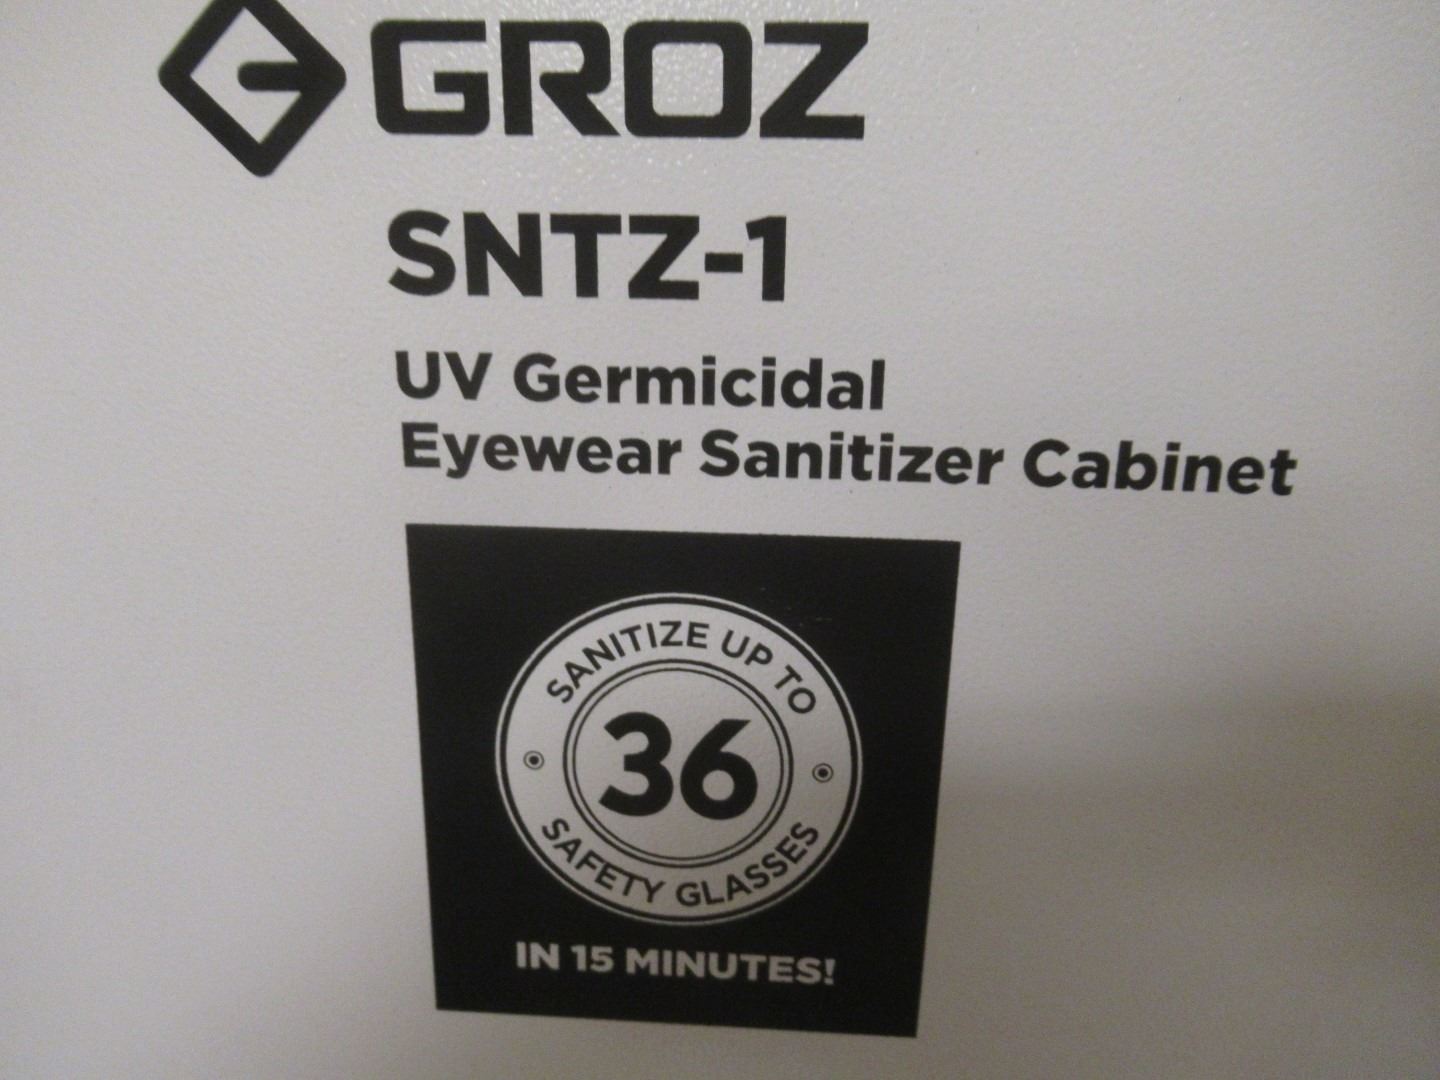 GROZ
SNTZ-1
UV Germicidal
Eyewear Sanitizer Cabinet
SANITIZE UP TO
36
SAFETY GLASSES
IN 15 MINUTES!